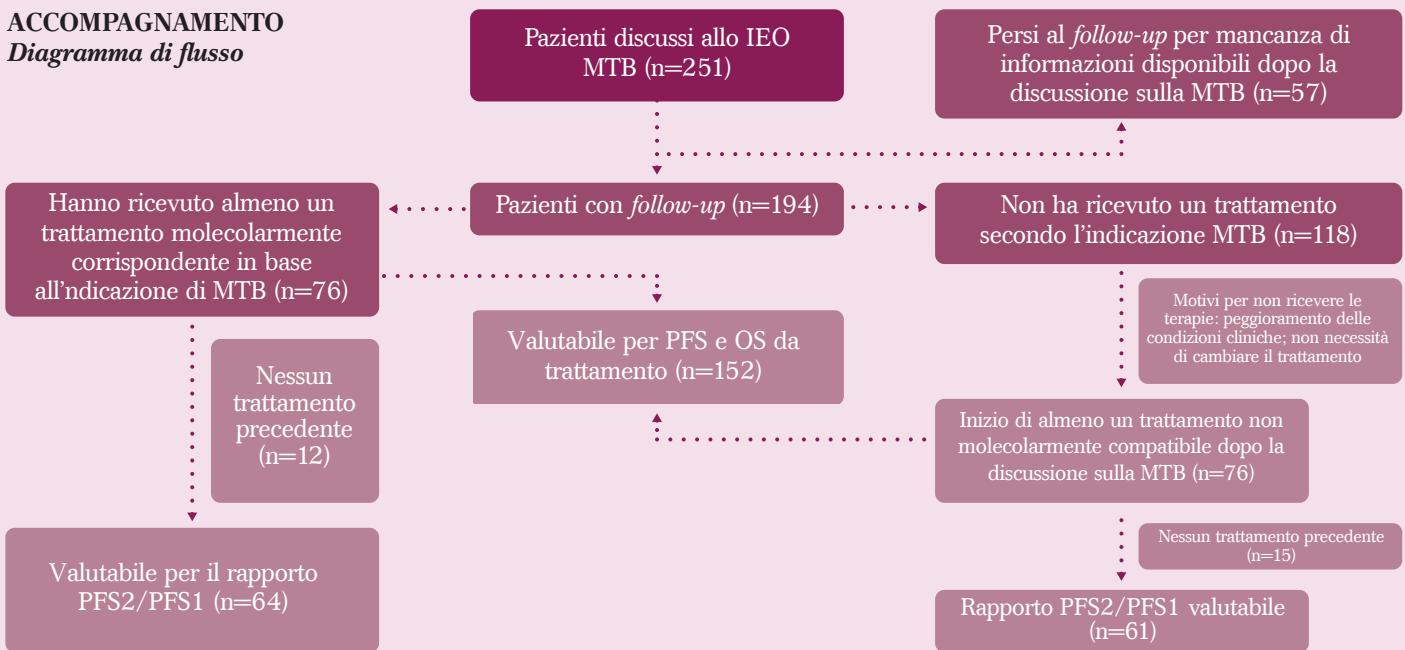 ACCOMPAGNAMENTO
Diagramma di flusso
Pazienti discussi allo IEO
MTB (n=251)
Persi al follow-up per mancanza di
informazioni disponibili dopo la
discussione sulla MTB (n=57)
Hanno ricevuto almeno un
trattamento molecolarmente
corrispondente in base
all'ndicazione di MTB (n=76)
Pazienti con follow-up (n=194)
Non ha ricevuto un trattamento
secondo l'indicazione MTB (n=118)
Motivi per non ricevere le
terapie: peggioramento delle
condizioni cliniche; non necessità
di cambiare il trattamento
Valutabile per PFS e OS da
trattamento (n=152)
Nessun
trattamento
precedente
(n=12)
Inizio di almeno un trattamento non
molecolarmente compatibile dopo la
discussione sulla MTB (n=76)
Nessun trattamento precedente
(n=15)
Valutabile per il rapporto
PFS2/PFS1 (n=64)
Rapporto PFS2/PFS1 valutabile
(n=61)